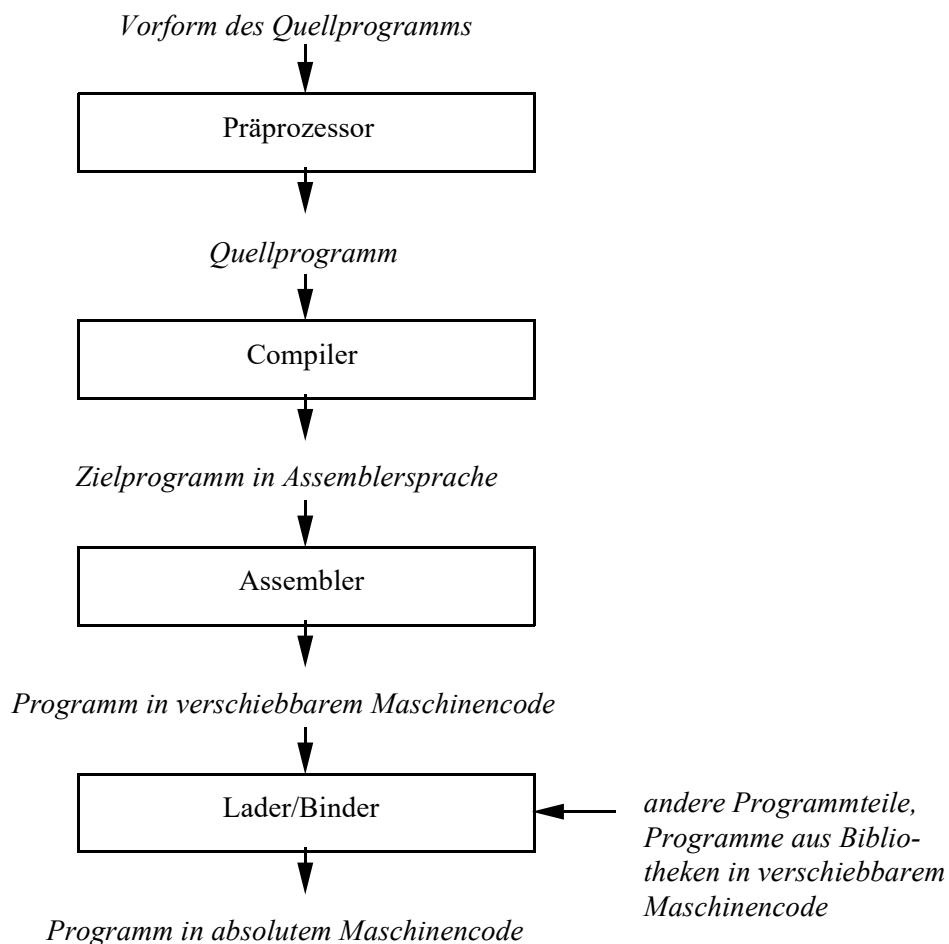 Vorform des Quellprogramms
Präprozessor
Quellprogramm
Compiler
Zielprogramm in Assemblersprache
Assembler
Programm in verschiebbarem Maschinencode
Lader/Binder
andere Programmteile,
Programme aus Biblio-
theken in verschiebbarem
Maschinencode
Programm in absolutem Maschinencode